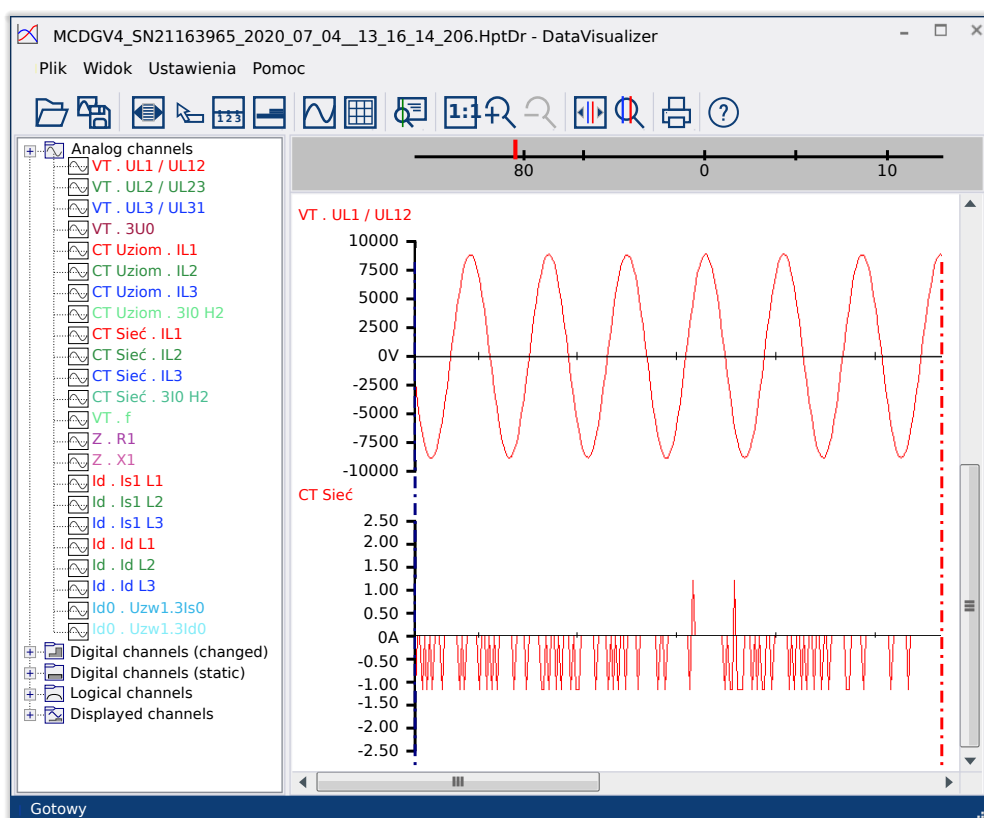 MCDGV4_SN21163965_2020_07_04__13_16_14_206.HptDr - DataVisualizer
Plik Widok Ustawienia Pomoc
1 2 3
1:1
?
Analog channels
VT . UL1 / UL12
VT . UL2 / UL23
VT . UL3 / UL31
VT . 3U0
CT Uziom . IL1
CT Uziom . IL2
CT Uziom . IL3
CT Uziom . 3I0 H2
CT Sieć . IL1
CT Sieć . IL2
CT Sieć . IL3
CT Sieć . 3I0 H2
VT . f
Z . R1
Z . X1
Id . Is1 L1
Id . Is1 L2
Id . Is1 L3
Id . Id L1
Id . Id L2
Id . Id L3
Id0 . Uzw1.3Is0
Id0 . Uzw1.3Id0
Digital channels (changed)
Digital channels (static)
Logical channels
Displayed channels
80 0 10
VT . UL1 / UL12
10000
7500
5000
2500
0V
-2500
-5000
-7500
-10000
CT Sieć
2.50
2.00
1.50
1.00
0.50
0A
-0.50
-1.00
-1.50
-2.00
-2.50
Gotowy